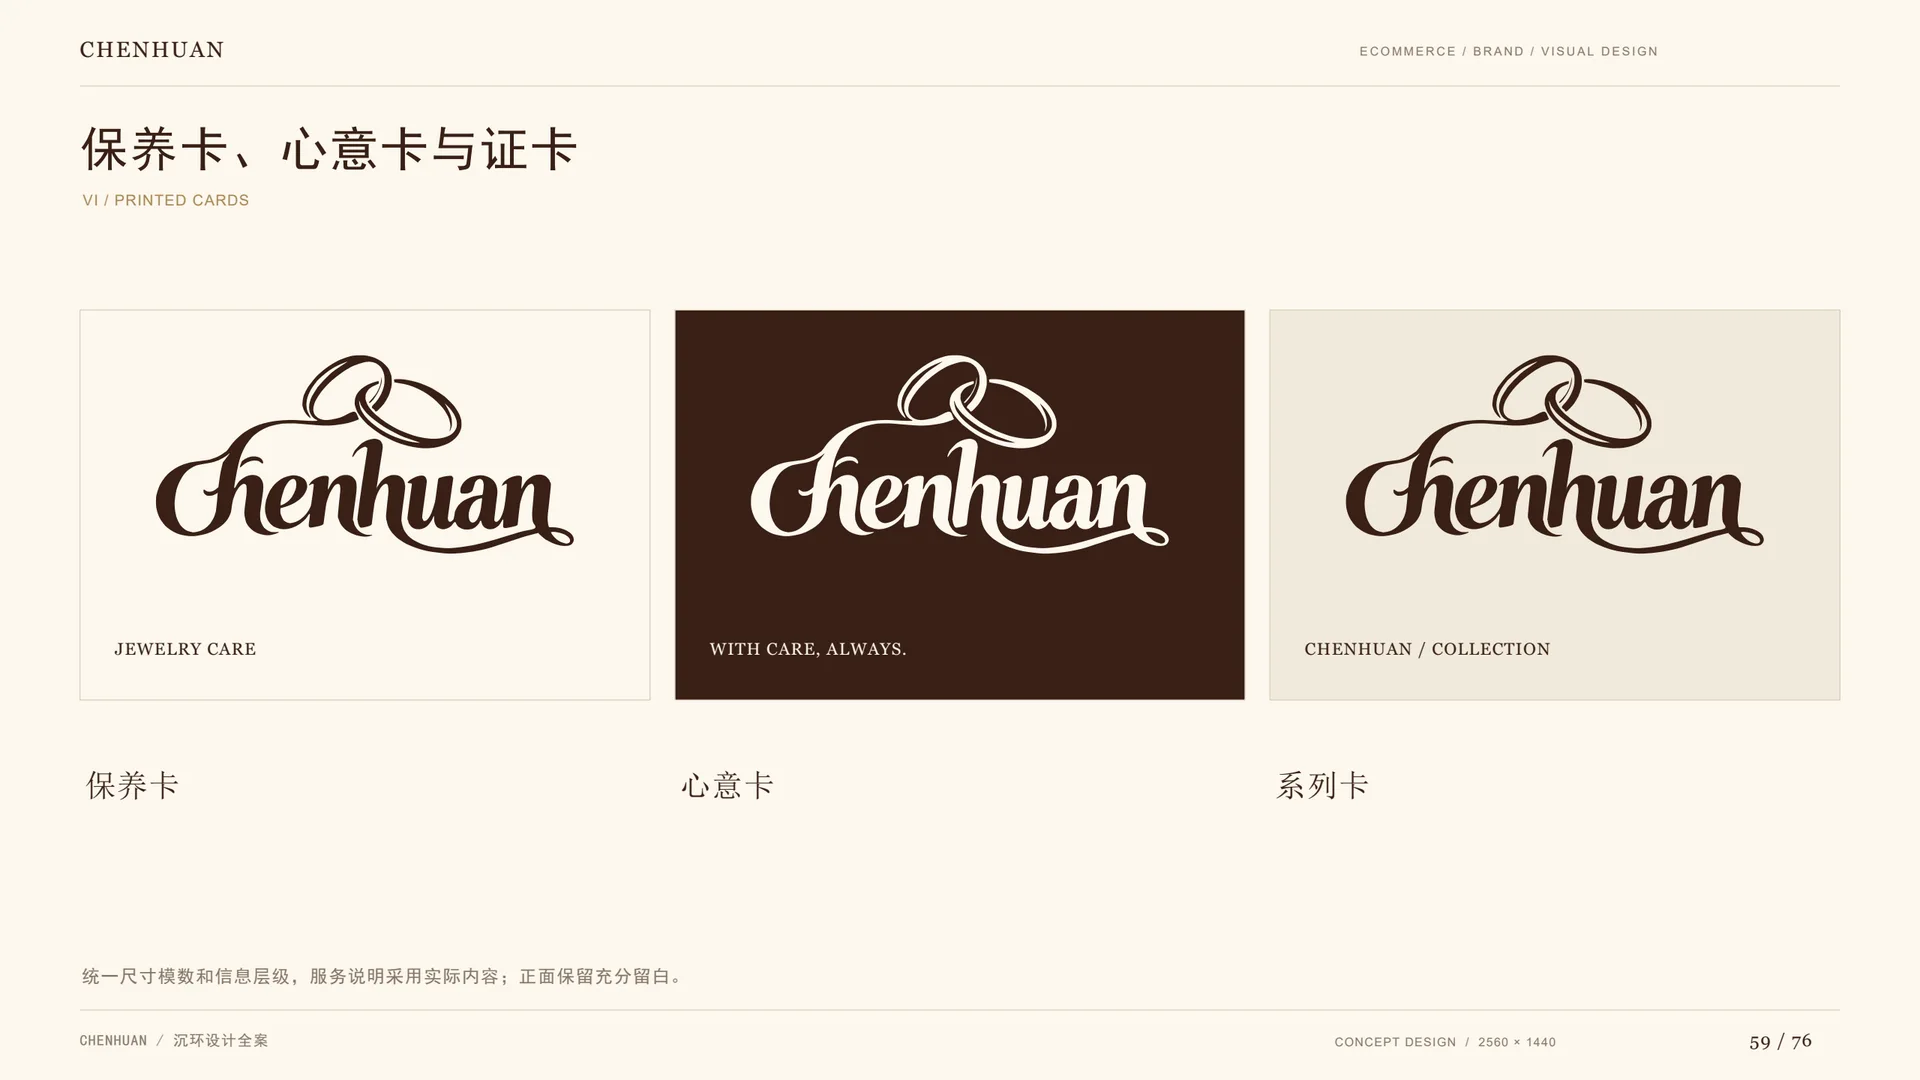 CHENHUAN
ECOMMERCE / BRAND / VISUAL DESIGN
保养卡、心意卡与证卡
VI / PRINTED CARDS
Chenhuan
JEWELRY CARE
Chenhuan
WITH CARE, ALWAYS.
Chenhuan
CHENHUAN / COLLECTION
保养卡
心意卡
系列卡
统一尺寸模数和信息层级，服务说明采用实际内容；正面保留充分留白。
CHENHUAN / 沉环设计全案
CONCEPT DESIGN / 2560 × 1440
59 / 76